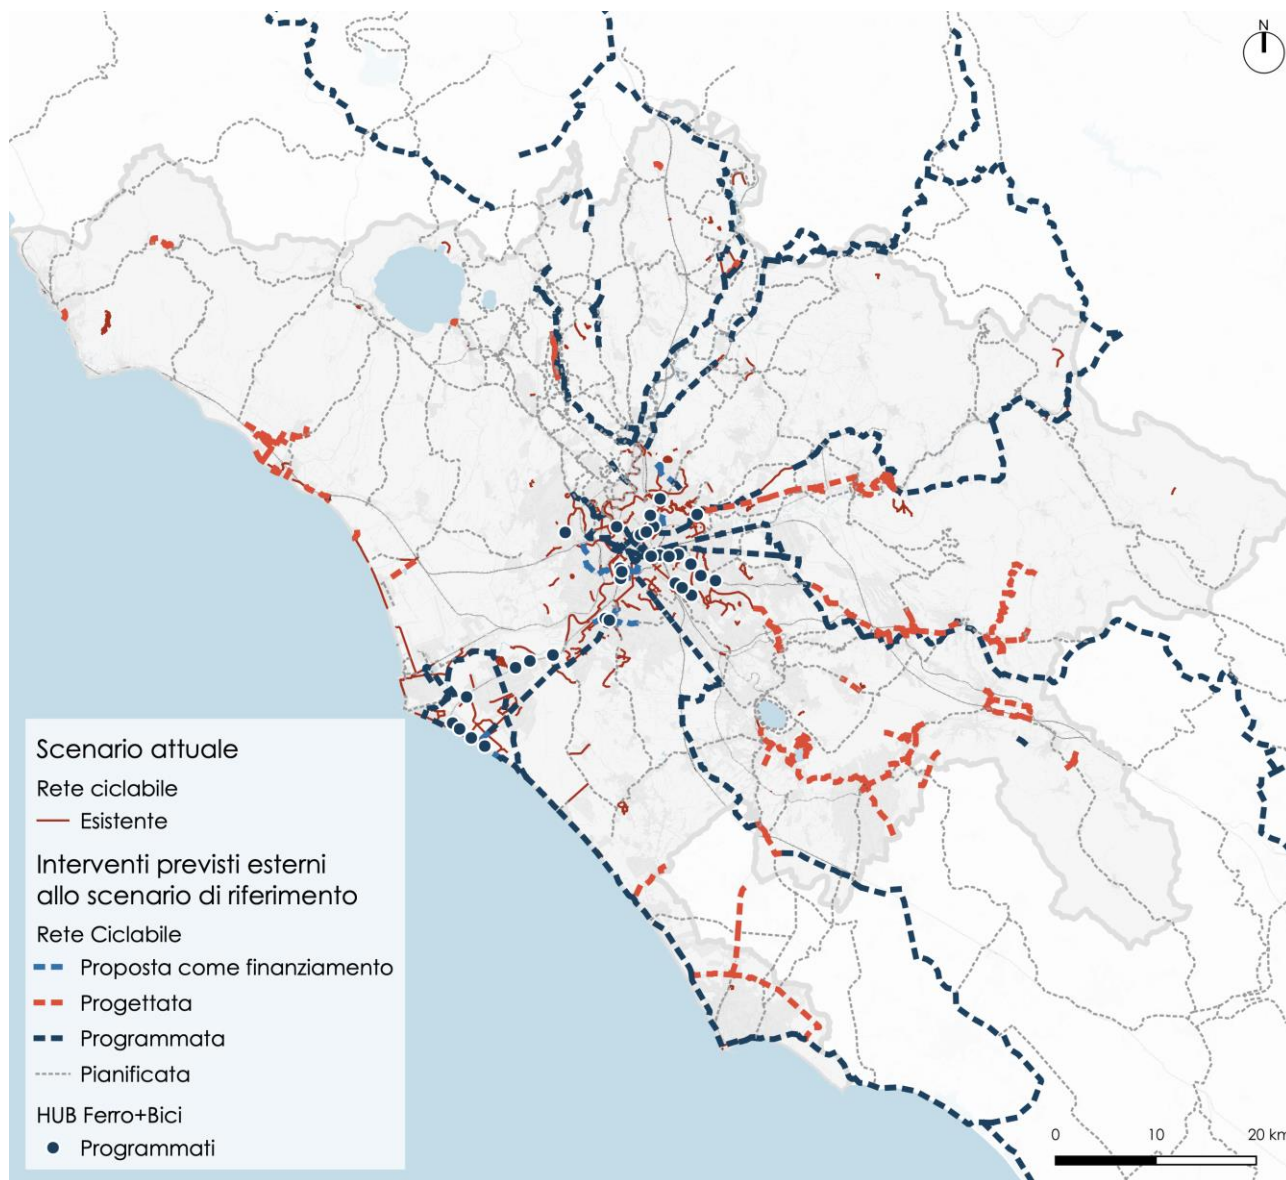 N
Scenario attuale
Rete ciclabile
Esistente
Interventi previsti esterni
allo scenario di riferimento
Rete Ciclabile
Proposta come finanziamento
Progettata
Programmata
Pianificata
HUB Ferro+Bici
Programmati
0 10 20 km